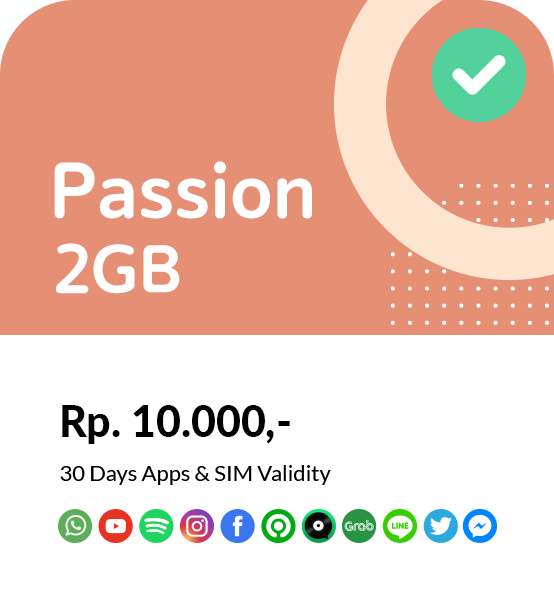 Passion
2GB
Rp. 10.000,-
30 Days Apps & SIM Validity
Grab
LINE